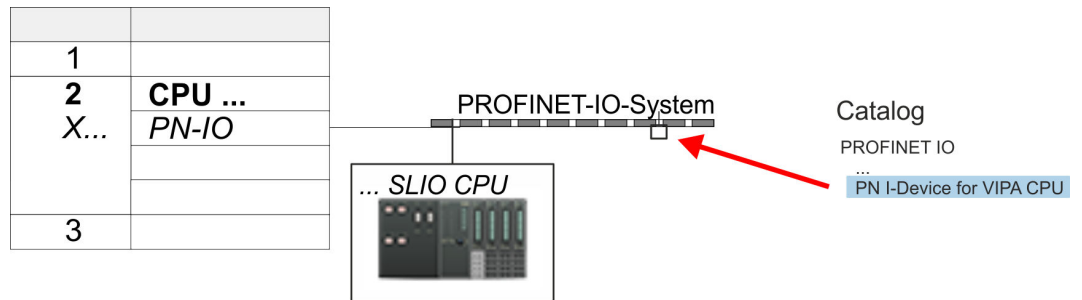 1
2 CPU ...
X... PN-IO
3
PROFINET-IO-System
... SLIO CPU
Catalog
PROFINET IO
...
PN I-Device for VIPA CPU